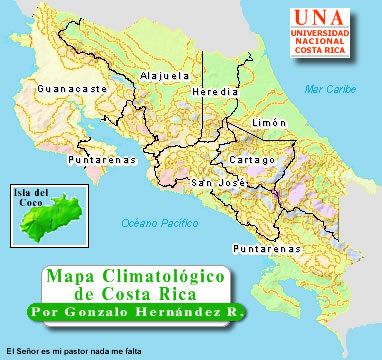 UNA
UNIVERSIDAD
NACIONAL
COSTA RICA
Alajuela
Guanacaste
Heredia
Mar Caribe
Limón
Puntarenas
Cartago
San José
Isla del
Coco
Océano Pacífico
Puntarenas
Mapa Climatológico
de Costa Rica
Por Gonzalo Hernández R.
El Señor es mi pastor nada me falta